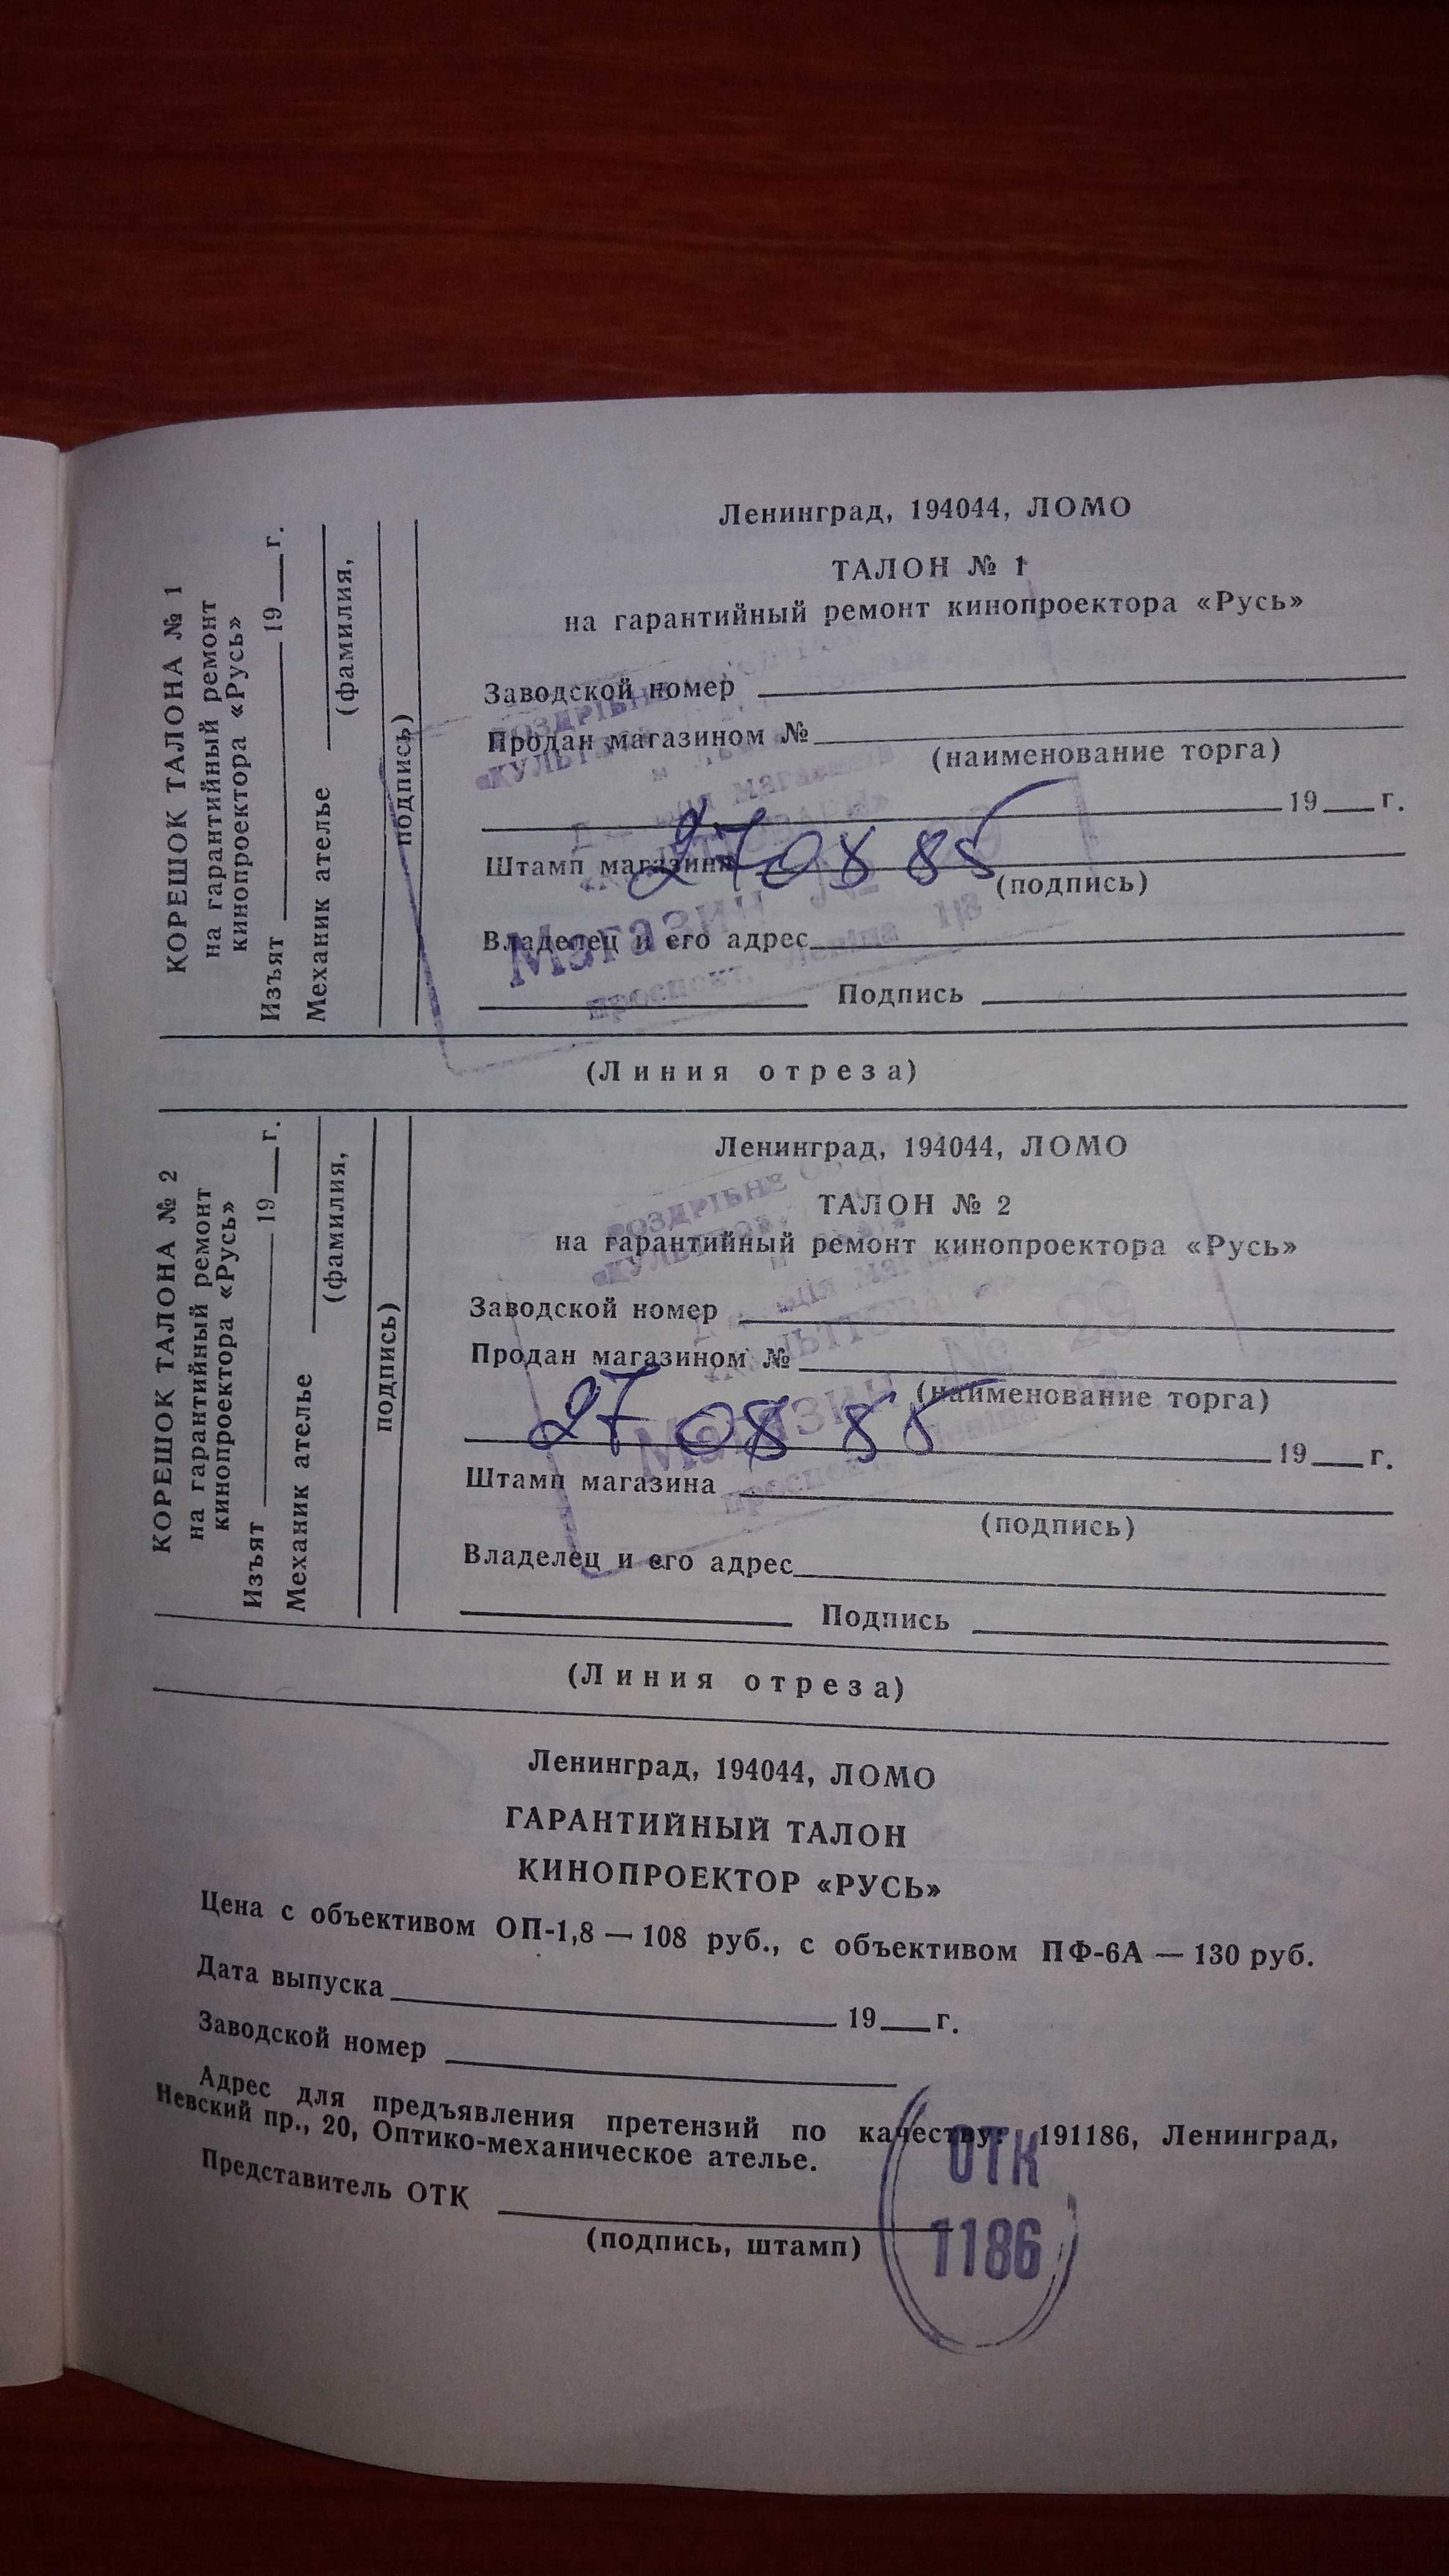 КОРЕШОК ТАЛОНА № 1
на гарантийный ремонт
кинопроектора «Русь»
Изъят 19 г.
Механик ателье
(фамилия,
подпись)
Ленинград, 194044, ЛОМО
ТАЛОН № 1
на гарантийный ремонт кинопроектора «Русь»
Заводской номер
Продан магазином №
(наименование торга)
19 г.
Штамп магазина
27 08 85
(подпись)
Владелец и его адрес
Подпись
РОЗДРІБНЕ
Магазин №
проспект Леніна
(Линия отреза)
КОРЕШОК ТАЛОНА № 2
на гарантийный ремонт
кинопроектора «Русь»
Изъят 19 г.
Механик ателье
(фамилия,
подпись)
Ленинград, 194044, ЛОМО
ТАЛОН № 2
на гарантийный ремонт кинопроектора «Русь»
Заводской номер
Продан магазином №
(наименование торга)
27 08 85
19 г.
Штамп магазина
(подпись)
Владелец и его адрес
Подпись
РОЗДРІБНЕ
Магазин № 29
проспект Леніна
(Линия отреза)
Ленинград, 194044, ЛОМО
ГАРАНТИЙНЫЙ ТАЛОН
КИНОПРОЕКТОР «РУСЬ»
Цена с объективом ОП-1,8 — 108 руб., с объективом ПФ-6А — 130 руб.
Дата выпуска 19 г.
Заводской номер
Адрес для предъявления претензий по качеству: 191186, Ленинград,
Невский пр., 20, Оптико-механическое ателье.
Представитель ОТК
(подпись, штамп)
ОТК
1186